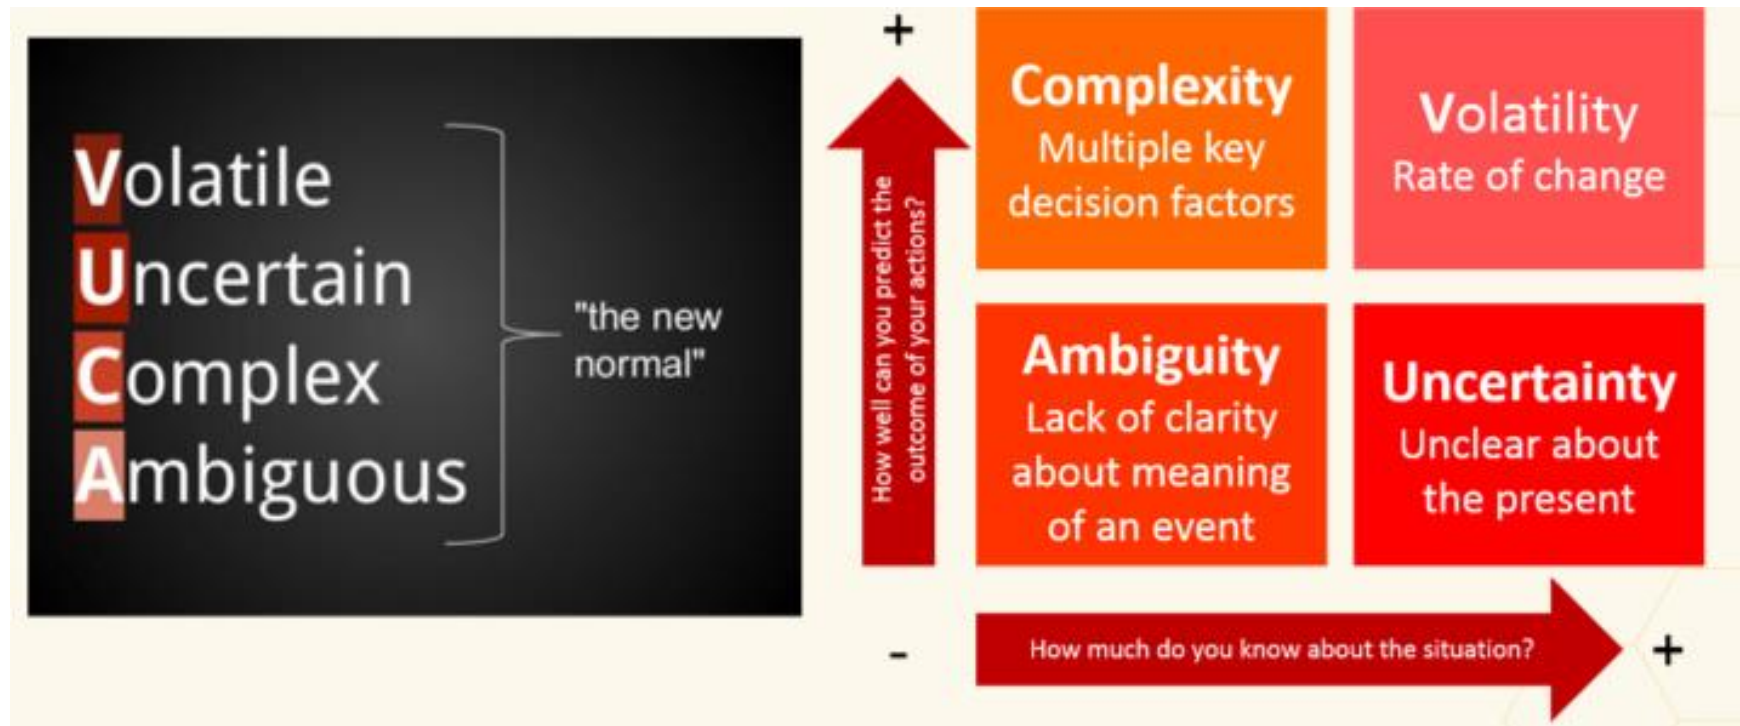 Volatile
Uncertain
Complex
Ambiguous
"the new
normal"
+
How well can you predict the
outcome of your actions?
-
Complexity
Multiple key
decision factors
Volatility
Rate of change
Ambiguity
Lack of clarity
about meaning
of an event
Uncertainty
Unclear about
the present
How much do you know about the situation?
+